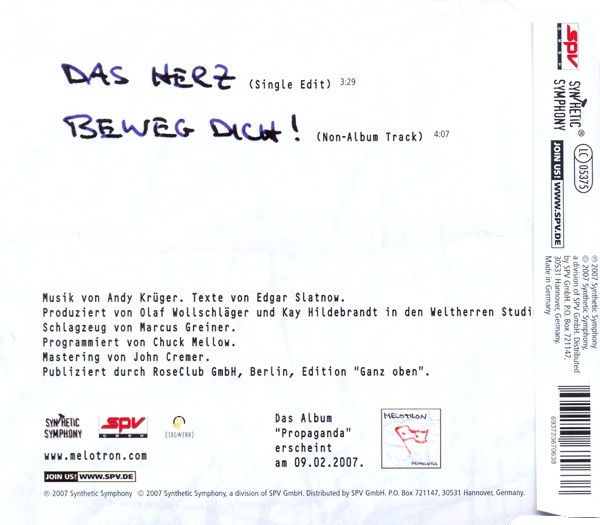 DAS HERZ (Single Edit) 3:29
BEWEG DICH! (Non-Album Track) 4:07
Musik von Andy Krüger. Texte von Edgar Slatnow.
Produziert von Olaf Wollschläger und Kay Hildebrandt in den Weltherren Studi
Schlagzeug von Marcus Greiner.
Programmiert von Chuck Mellow.
Mastering von John Cremer.
Publiziert durch RoseClub GmbH, Berlin, Edition "Ganz oben".
SYNTHETIC
SYMPHONY
spv
[TAGWERK]
www.melotron.com
JOIN US! WWW.SPV.DE
Das Album
"Propaganda"
erscheint
am 09.02.2007.
MELOTRON
PROPAGANDA
℗ 2007 Synthetic Symphony © 2007 Synthetic Symphony, a division of SPV GmbH. Distributed by SPV GmbH. P.O. Box 721147, 30531 Hannover, Germany.
spv
SYNTHETIC
SYMPHONY ®
LC 05375
JOIN US! WWW.SPV.DE
℗ 2007 Synthetic Symphony
© 2007 Synthetic Symphony,
a division of SPV GmbH. Distributed
by SPV GmbH. P.O. Box 721147,
30531 Hannover, Germany.
Made in Germany
693723670638